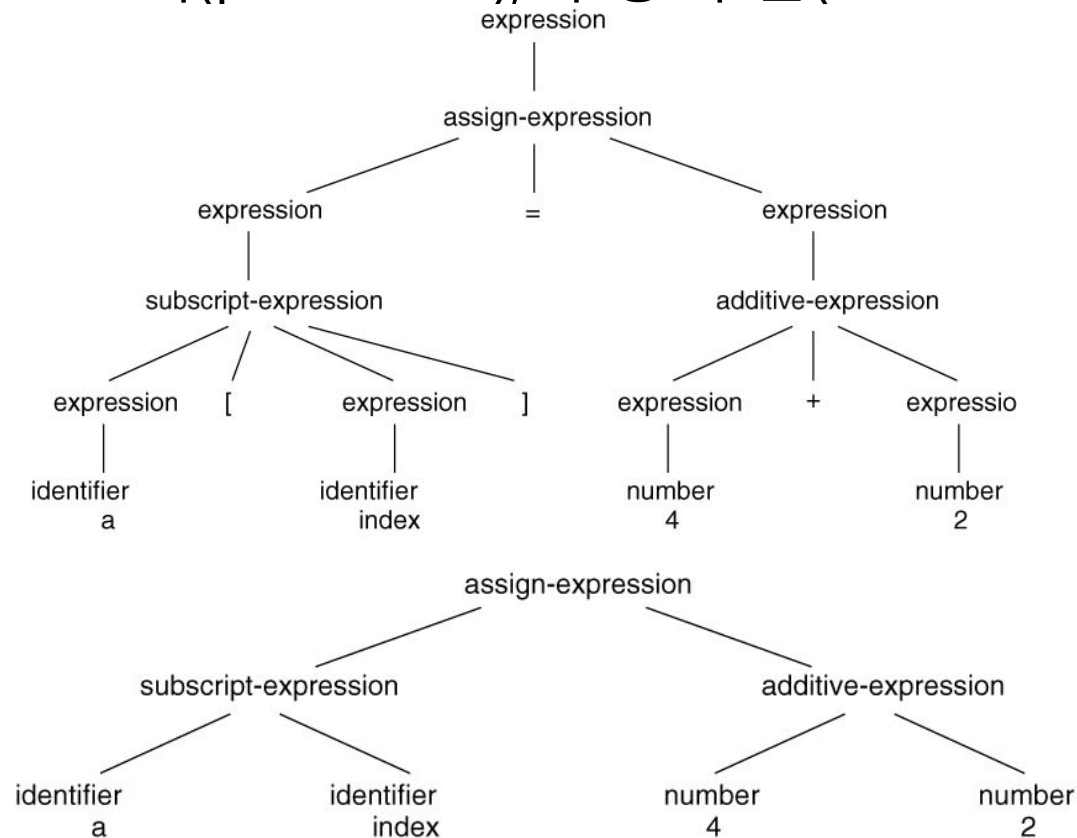 expression
assign-expression
expression = expression
subscript-expression additive-expression
expression [ expression ] expression + expressio
identifier identifier number number
a index 4 2
assign-expression
subscript-expression additive-expression
identifier identifier number number
a index 4 2